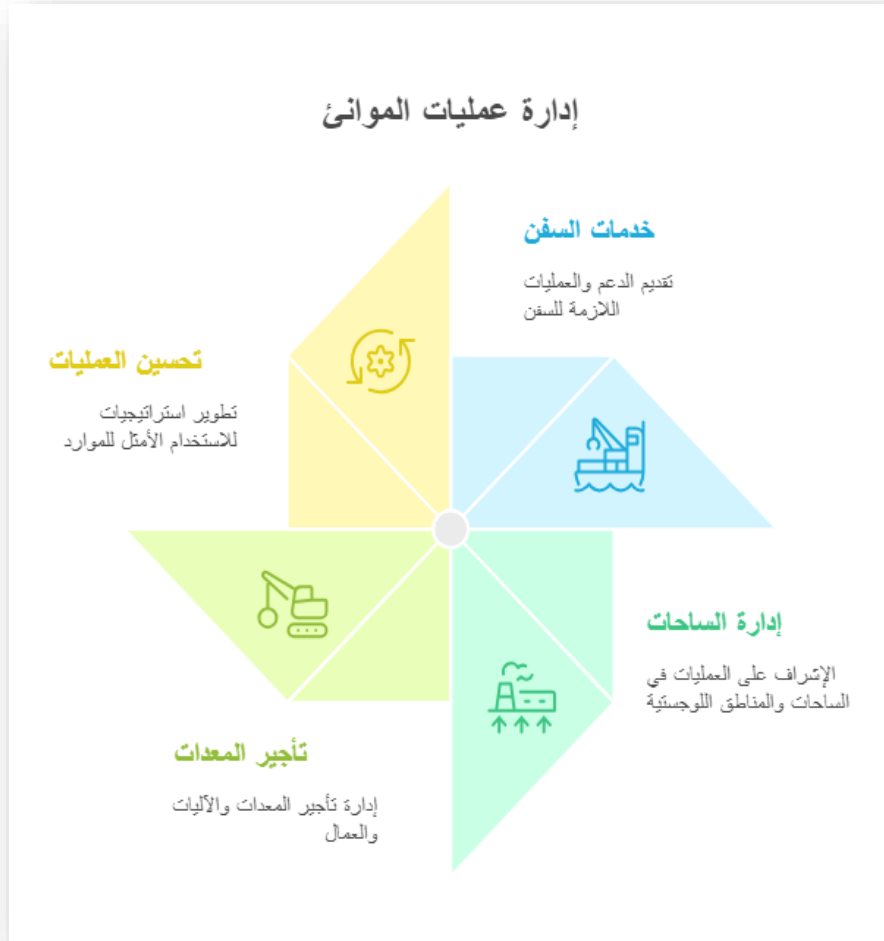 إدارة عمليات الموانئ
خدمات السفن
تقديم الدعم والعمليات
اللازمة للسفن
تحسين العمليات
تطوير استراتيجيات
للاستخدام الأمثل للموارد
إدارة الساحات
الإشراف على العمليات في
الساحات والمناطق اللوجستية
تأجير المعدات
إدارة تأجير المعدات والآليات
والعمال